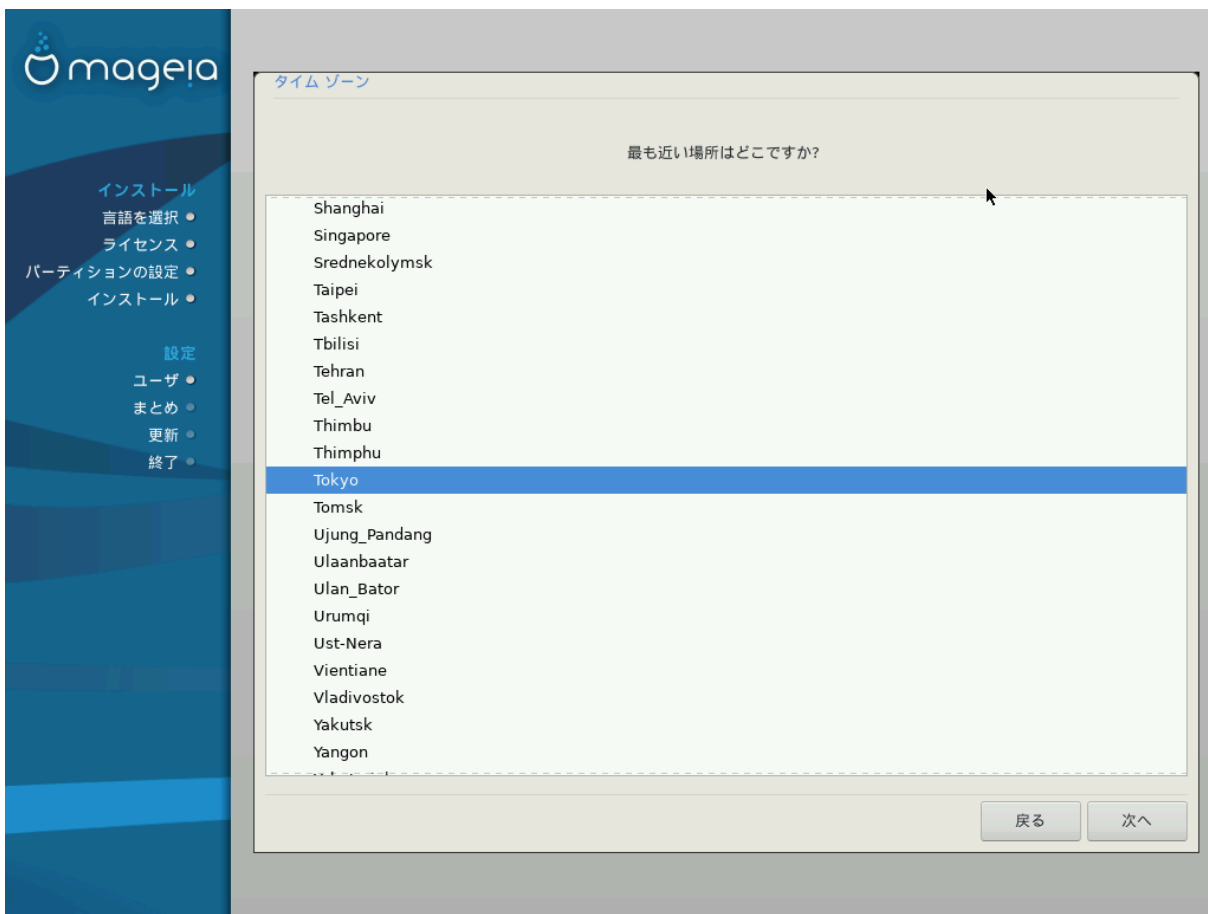 mageia
インストール
言語を選択
ライセンス
パーティションの設定
インストール
設定
ユーザ
まとめ
更新
終了
タイム ゾーン
最も近い場所はどこですか?
Shanghai
Singapore
Srednekolymsk
Taipei
Tashkent
Tbilisi
Tehran
Tel_Aviv
Thimbu
Thimphu
Tokyo
Tomsk
Ujung_Pandang
Ulaanbaatar
Ulan_Bator
Urumqi
Ust-Nera
Vientiane
Vladivostok
Yakutsk
Yangon
戻る
次へ